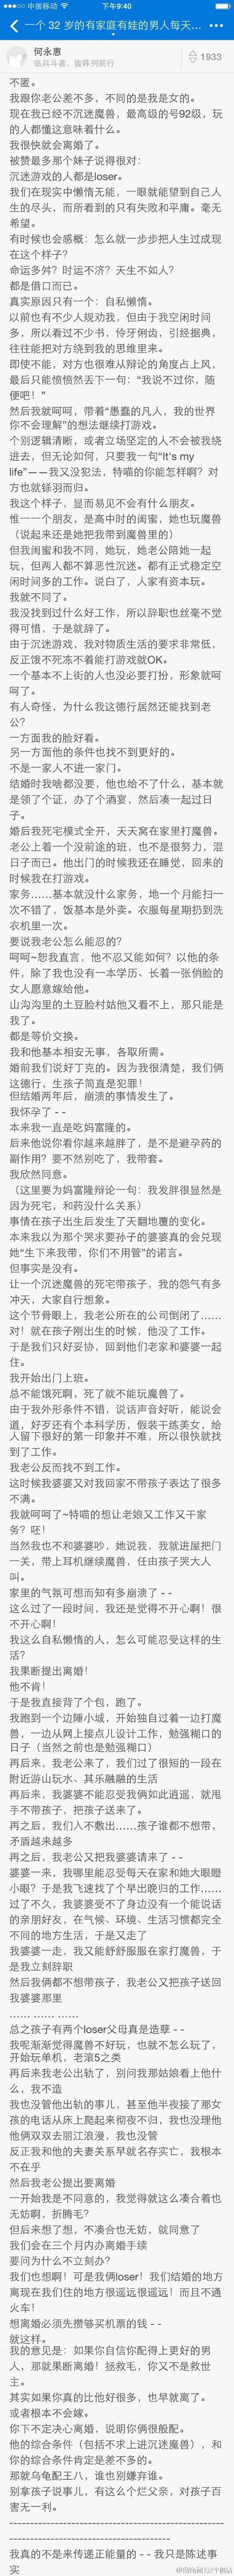 中国移动 下午9:40
一个 32 岁的有家庭有娃的男人每天...
何永惠
临兵斗者，皆阵列前行
1933
不匿。
我跟你老公差不多，不同的是我是女的。
现在我已经不沉迷魔兽，最高级的号92级，玩
的人都懂这意味着什么。
我很快就会离婚了。
被赞最多那个妹子说得很对：
沉迷游戏的人都是loser。
我们在现实中懒惰无能，一眼就能望到自己人
生的尽头，而所看到的只有失败和平庸。毫无
希望。
有时候也会感概：怎么就一步步把人生过成现
在这个样子？
命运多舛？时运不济？天生不如人？
都是借口而已。
真实原因只有一个：自私懒惰。
以前也有不少人规劝我，但由于我空闲时间
多，所以看过不少书，伶牙俐齿，引经据典，
往往能把对方绕到我的思维里来。
即使不能，对方也很难从辩论的角度占上风，
最后只能愤愤然丢下一句：“我说不过你，随
便吧！”
然后我就呵呵，带着“愚蠢的凡人，我的世界
你不会理解”的想法继续打游戏。
个别逻辑清晰，或者立场坚定的人不会被我绕
进去，但无论如何，只要我一句“It's my
life”——我又没犯法，特喵的你能怎样啊？对
方也就铩羽而归。
我这个样子，显而易见不会有什么朋友。
惟一一个朋友，是高中时的闺蜜，她也玩魔兽
（说起来还是她把我带到魔兽里的）
但我闺蜜和我不同，她玩，她老公陪她一起
玩，但两人都不算恶性沉迷。都有正式稳定空
闲时间多的工作。说白了，人家有资本玩。
我就不同了。
我没找到过什么好工作，所以辞职也丝毫不觉
得可惜，于是就辞了。
由于沉迷游戏，我对物质生活的要求非常低，
反正饿不死冻不着能打游戏就OK。
一个基本不上街的人也没必要打扮，形象就呵
呵了。
有人奇怪，为什么我这德行居然还能找到老
公？
一方面我的脸好看。
另一方面他的条件也找不到更好的。
不是一家人不进一家门。
结婚时我啥都没要，他也给不了什么，基本就
是领了个证，办了个酒宴，然后凑一起过日
子。
婚后我死宅模式全开，天天窝在家里打魔兽。
老公上着一个没前途的班，也不是很努力，混
日子而已。他出门的时候我还在睡觉，回来的
时候我在打游戏。
家务……基本就没什么家务，地一个月能扫一
次不错了，饭基本是外卖。衣服每星期扔到洗
衣机里一次。
要说我老公怎么能忍的？
呵呵~恕我直言，他不忍又能如何？以他的条
件，除了我也没有一本学历、长着一张俏脸的
女人愿意嫁给他。
山沟沟里的土豆脸村姑他又看不上，那只能是
我了。
都是等价交换。
我和他基本相安无事，各取所需。
婚前我们说好丁克的。因为我很清楚，我们俩
这德行，生孩子简直是犯罪！
但结婚两年后，崩溃的事情发生了。
我怀孕了 - -
本来我一直是吃妈富隆的。
后来他说你看你越来越胖了，是不是避孕药的
副作用？要不然别吃了，我带套。
我欣然同意。
（这里要为妈富隆辩论一句：我发胖很显然是
因为死宅，和药没什么关系）
事情在孩子出生后发生了天翻地覆的变化。
本来我以为那个哭求要孙子的婆婆真的会兑现
她“生下来我带，你们不用管”的诺言。
但事实是没有。
让一个沉迷魔兽的死宅带孩子，我的怨气有多
冲天，大家自行想象。
这个节骨眼上，我老公所在的公司倒闭了……
对！就在孩子刚出生的时候，他没了工作。
于是我们只好妥协，回到他们老家和婆婆一起
住。
我开始出门上班。
总不能饿死啊，死了就不能玩魔兽了。
由于我外形条件不错，说话声音好听，能说会
道，好歹还有个本科学历，假装干练美女，给
人留下很好的第一印象并不难，所以很快就找
到了工作。
我老公反而找不到工作。
这时候我婆婆又对我回家不带孩子表达了很多
不满。
我就呵呵了~特喵的想让老娘又工作又干家
务？呸！
当然我也不和婆婆吵，她说我，我就进屋把门
一关，带上耳机继续魔兽，任由孩子哭大人
叫。
家里的气氛可想而知有多崩溃了 - -
这么过了一段时间，我还是觉得不开心啊！很
不开心啊！
我这么自私懒惰的人，怎么可能忍受这样的生
活？
我果断提出离婚！
他不肯！
于是我直接背了个包，跑了。
我跑到一个边陲小城，开始独自过着一边打魔
兽，一边从网上接点儿设计工作，勉强糊口的
日子（当然之前也是勉强糊口）
再后来，我老公来了，我们过了很短的一段在
附近游山玩水、其乐融融的生活
再后来，我婆婆不能忍受我俩如此逍遥，就甩
手不带孩子，把孩子送来了。
再之后，我们入不敷出……孩子谁都不想带，
矛盾越来越多
再之后，我老公又把我婆婆请来了 - -
婆婆一来，我哪里能忍受每天在家和她大眼瞪
小眼？于是我飞速找了个早出晚归的工作……
过了不久，我婆婆受不了身边没有一个能说话
的亲朋好友，在气候、环境、生活习惯都完全
不同的地方生活，于是又走了
我婆婆一走，我又能舒舒服服在家打魔兽，于
是我立刻辞职
然后我俩都不想带孩子，我老公又把孩子送回
我婆婆那里
…… …… ……
总之孩子有两个loser父母真是造孽 - -
我呢渐渐觉得魔兽不好玩，也就不怎么玩了，
开始玩单机，老滚5之类
再后来我老公出轨了，别问我那姑娘看上他什
么，我不造
我也没管他出轨的事儿，甚至他半夜接了那女
孩的电话从床上爬起来彻夜不归，我也没理他
他俩双双去丽江浪漫，我也没管
反正我和他的夫妻关系早就名存实亡，我根本
不在乎
然后我老公提出要离婚
一开始我是不同意的，我觉得就这么凑合着也
无妨啊，折腾毛？
但后来想了想，不凑合也无妨，就同意了
我们会在三个月内办离婚手续
要问为什么不立刻办？
我们也想啊！可是我俩loser！我们结婚的地方
离现在我们住的地方很遥远很遥远！而且不通
火车！
想离婚必须先攒够买机票的钱 - -
就这样。
我的意见是：如果你自信你配得上更好的男
人，那就果断离婚！拯救毛，你又不是救世
主。
其实如果你真的比他好很多，也早就离了。
或者根本不会嫁。
你下不定决心离婚，说明你俩很般配。
他的综合条件（包括不求上进沉迷魔兽），和
你的综合条件肯定是差不多的。
那就乌龟配王八，谁也别嫌弃谁。
别拿孩子说事儿，有这么个烂父亲，对孩子百
害无一利。
------------------------------------------------
------------------------------------
我真的不是来传递正能量的 - - 我只是陈述事
实